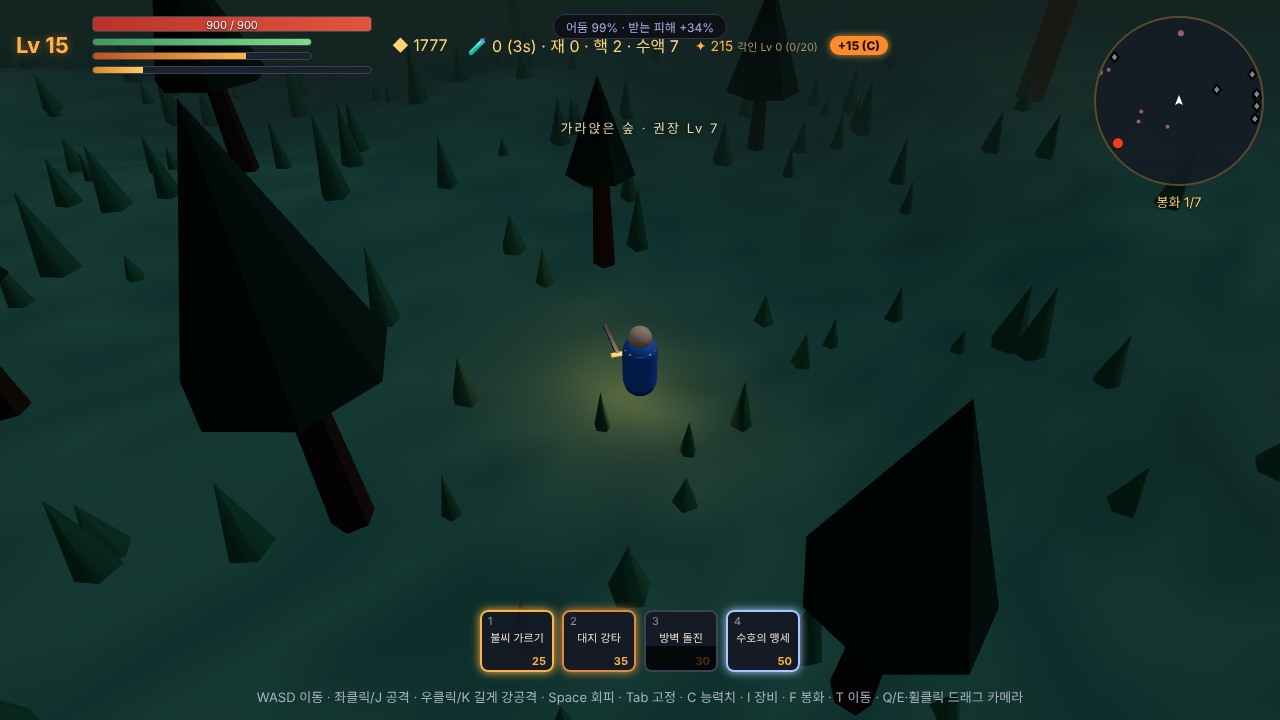 Lv 15
900 / 900
어둠 99% · 받는 피해 +34%
1777
0 (3s) · 재 0 · 핵 2 · 수액 7
215 각인 Lv 0 (0/20)
+15 (C)
가라앉은 숲 · 권장 Lv 7
봉화 1/7
1 불씨 가르기 25
2 대지 강타 35
3 방벽 돌진 30
4 수호의 맹세 50
WASD 이동 · 좌클릭/J 공격 · 우클릭/K 길게 강공격 · Space 회피 · Tab 고정 · C 능력치 · I 장비 · F 봉화 · T 이동 · Q/E·휠클릭 드래그 카메라